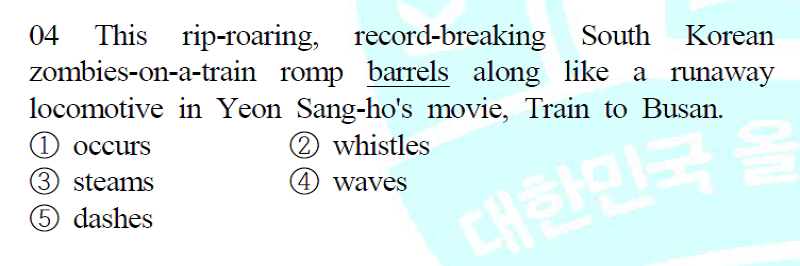 04 This rip-roaring, record-breaking South Korean
zombies-on-a-train romp barrels along like a runaway
locomotive in Yeon Sang-ho's movie, Train to Busan.
① occurs ② whistles
③ steams ④ waves
⑤ dashes
대한민국 올